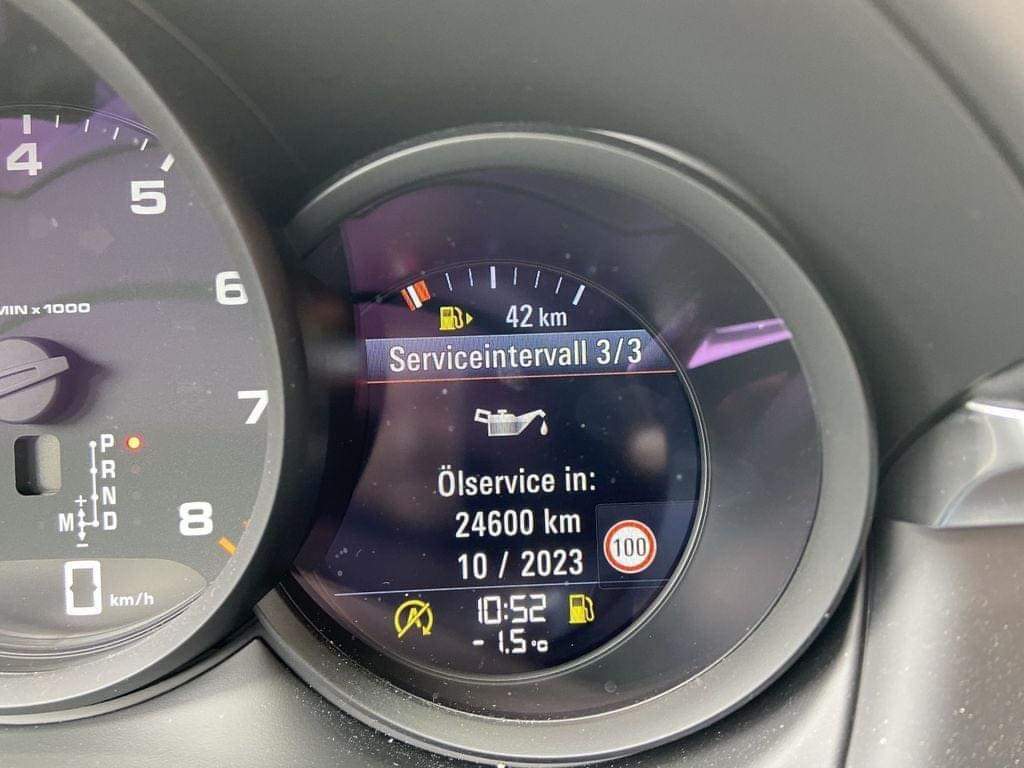 4
5
6
MIN x 1000
7
8
P
R
N
M D
+
-
0 km/h
42 km
Serviceintervall 3/3
Ölservice in:
24600 km
10 / 2023
100
10:52
- 1.5 °C